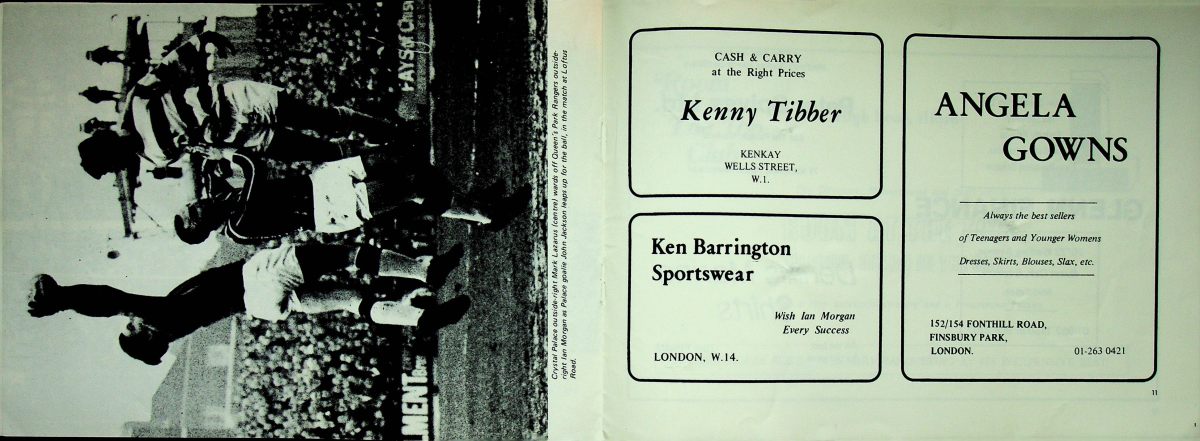 PAYS of Chis
MENT
Crystal Palace outside-right Mark Lazarus (centre) wards off Queen's Park Rangers outside-
right Ian Morgan as Palace goalie John Jackson leaps up for the ball, in the match at Loftus
Road.
CASH & CARRY
at the Right Prices
Kenny Tibber
KENKAY
WELLS STREET,
W.1.
Ken Barrington
Sportswear
Wish Ian Morgan
Every Success
LONDON, W.14.
ANGELA
GOWNS
Always the best sellers
of Teenagers and Younger Womens
Dresses, Skirts, Blouses, Slax, etc.
152/154 FONTHILL ROAD,
FINSBURY PARK,
LONDON.
01-263 0421
11